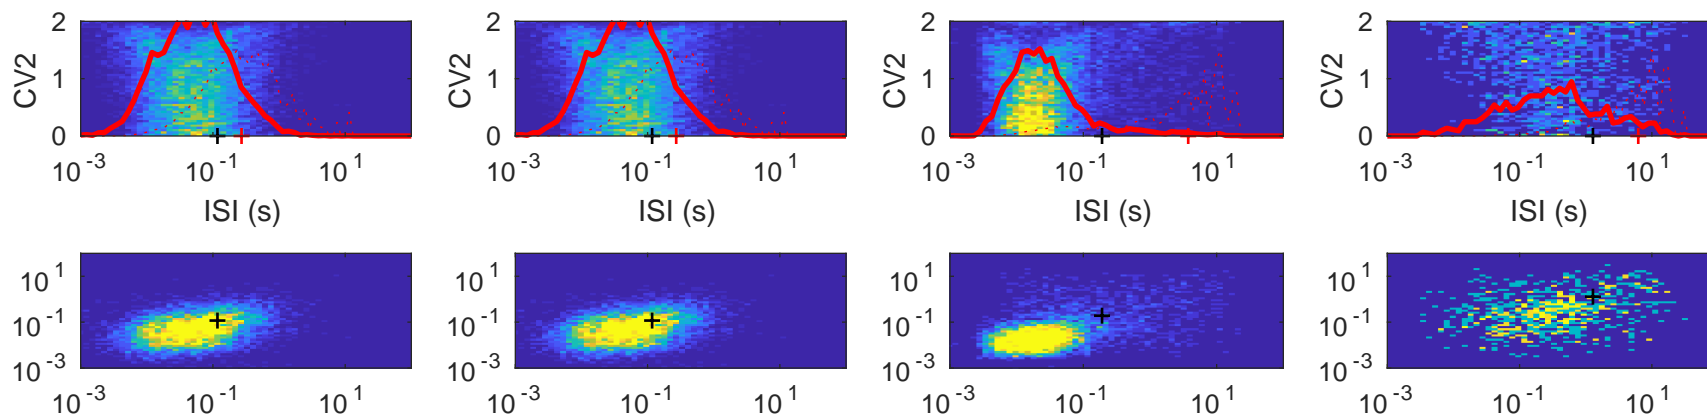 2 2 2 2
CV2 CV2 CV2 CV2
1 1 1 1
0 0 0 0
10^-3 10^-1 10^1 10^-3 10^-1 10^1 10^-3 10^-1 10^1 10^-3 10^-1 10^1
ISI (s) ISI (s) ISI (s) ISI (s)
10^1 10^1 10^1 10^1
10^-1 10^-1 10^-1 10^-1
10^-3 10^-3 10^-3 10^-3
10^-3 10^-1 10^1 10^-3 10^-1 10^1 10^-3 10^-1 10^1 10^-3 10^-1 10^1